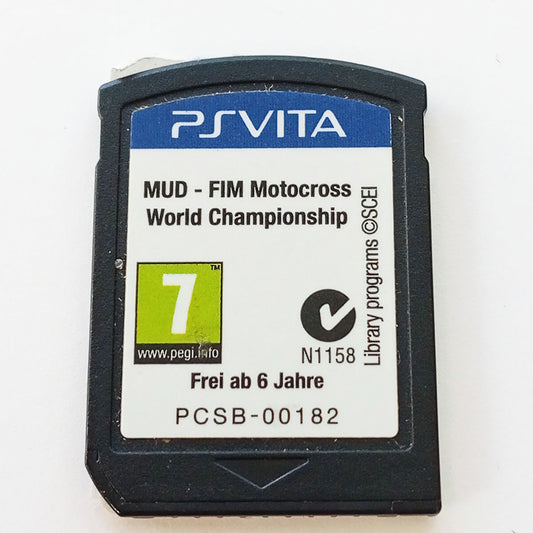 PSVITA
MUD - FIM Motocross
World Championship
Library programs ©SCEI
7™
www.pegi.info
N1158
Frei ab 6 Jahre
PCSB-00182